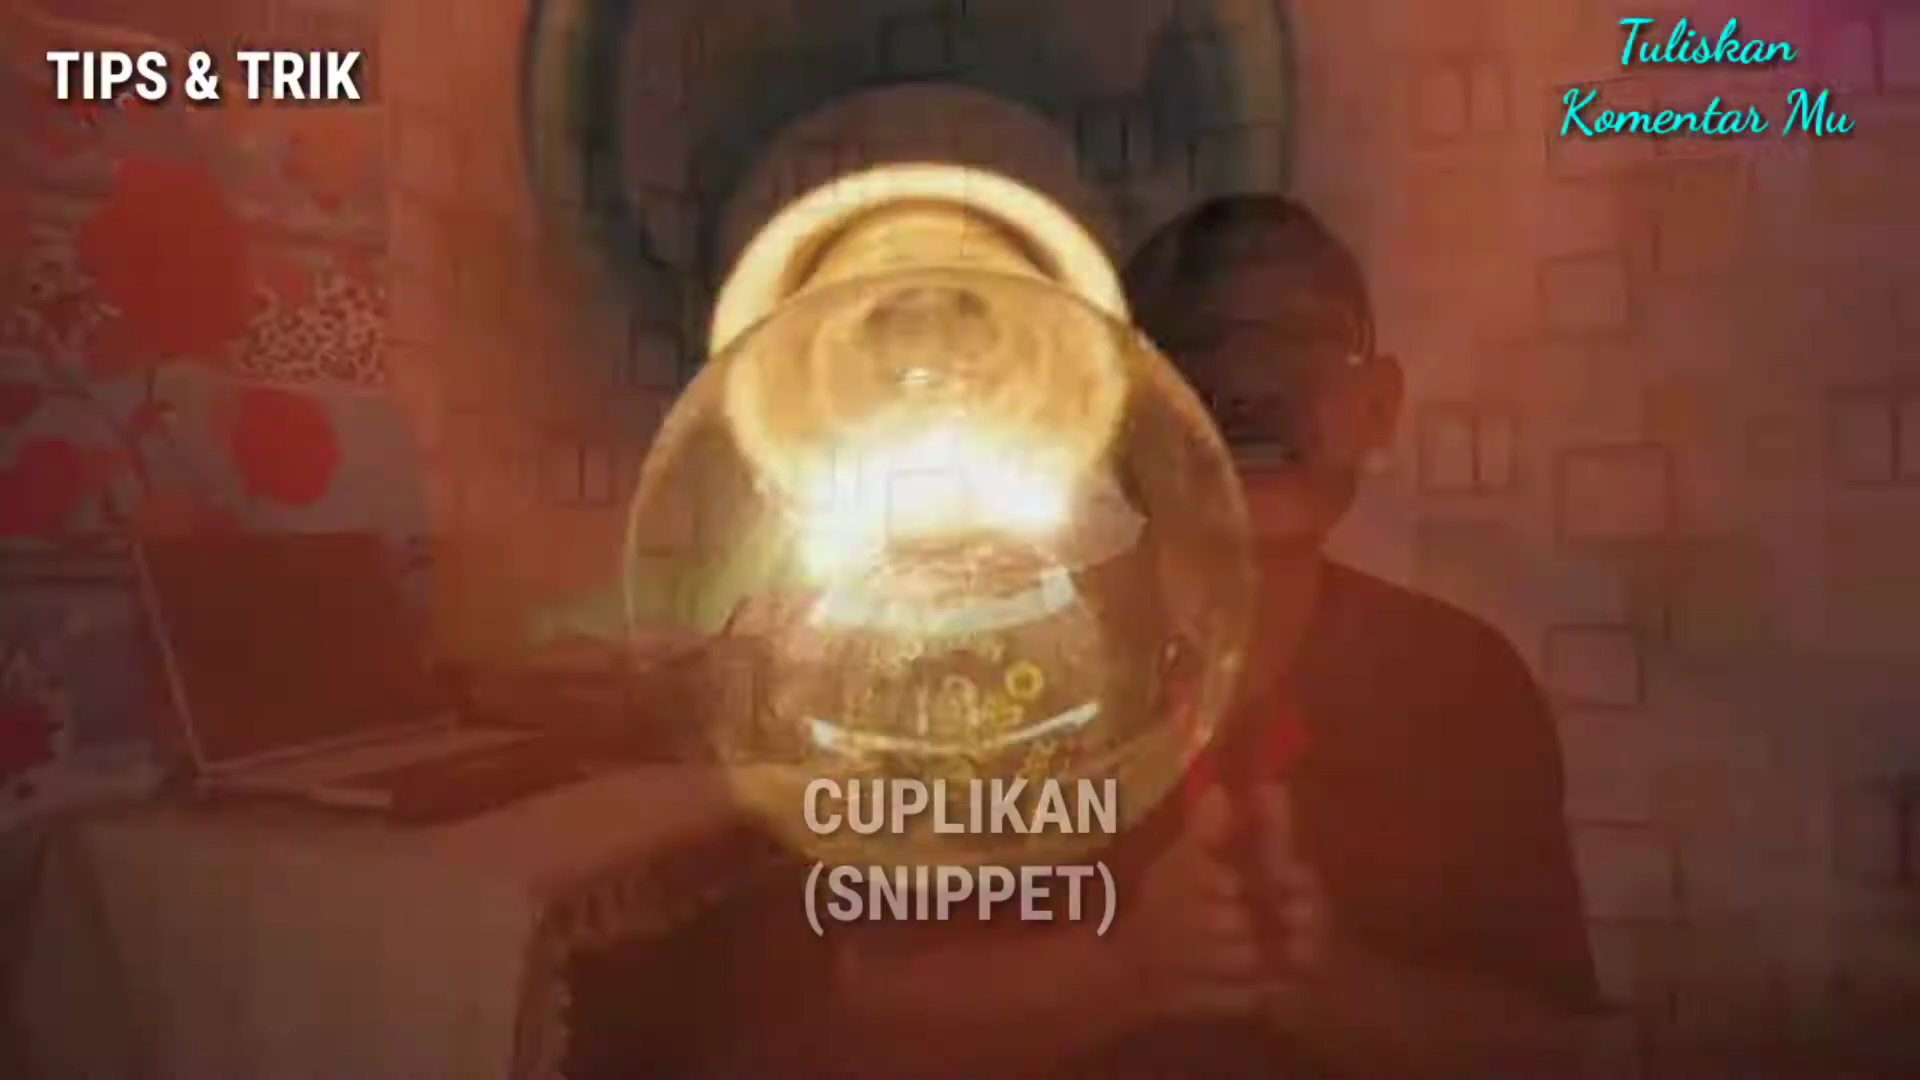 TIPS & TRIK
Tuliskan
Komentar Mu
CUPLIKAN
(SNIPPET)